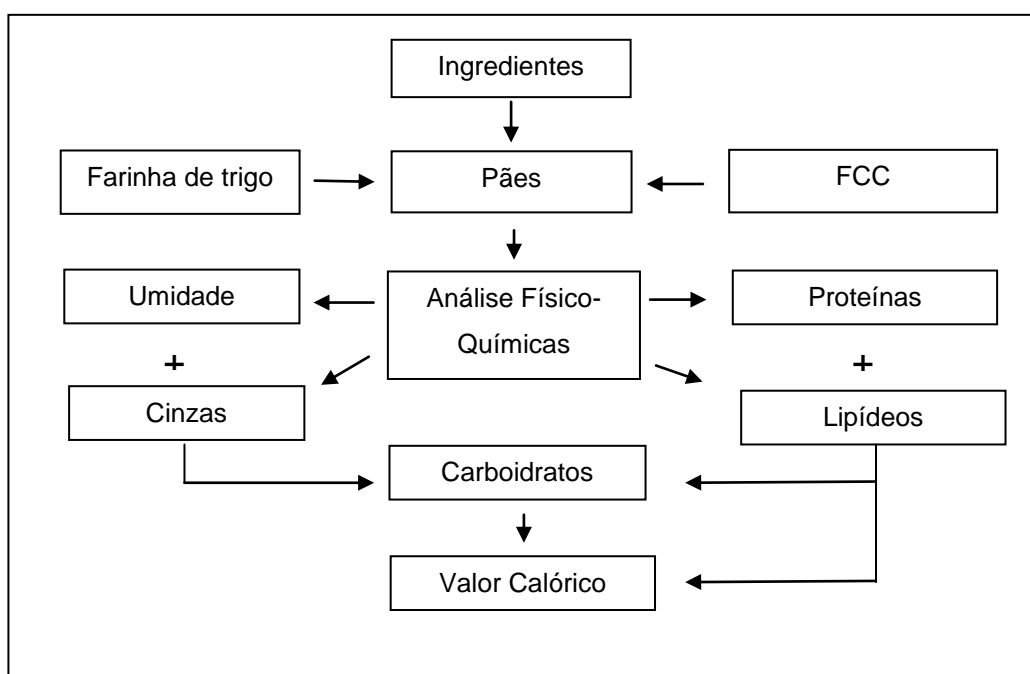 Ingredientes
Farinha de trigo
Pães
FCC
Umidade
Análise Físico-
Químicas
Proteínas
+
+
Cinzas
Lipídeos
Carboidratos
Valor Calórico